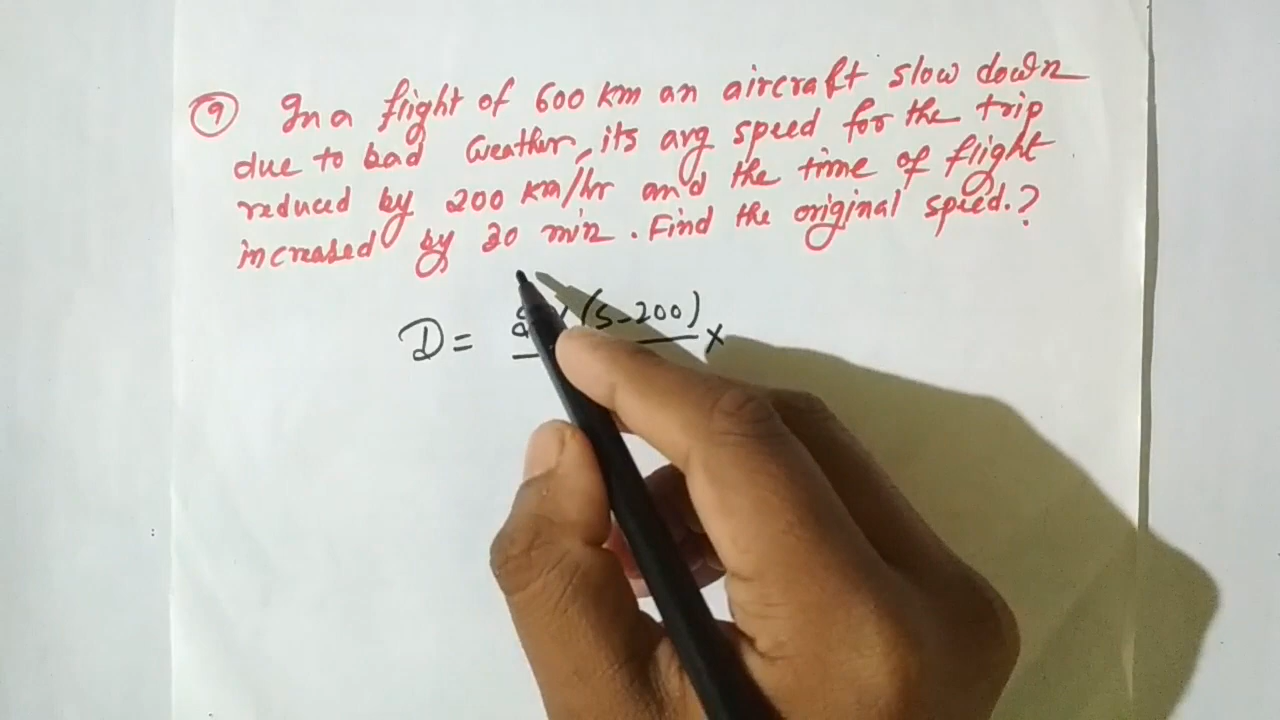 9 In a flight of 600 km an aircraft slow down
due to bad weather, its avg speed for the trip
reduced by 200 km/hr and the time of flight
increased by 30 min. Find the original speed.?
D = (S-200) x